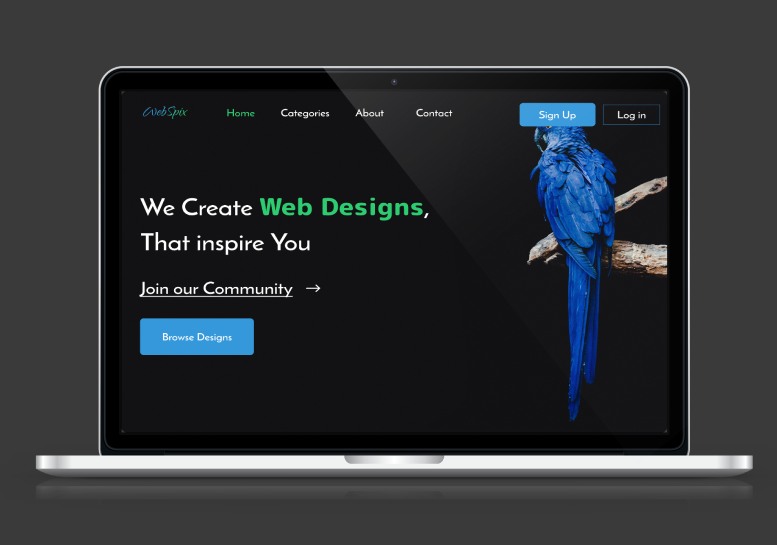 WebSpix
Home Categories About Contact Sign Up Log in
We Create Web Designs,
That inspire You
Join our Community →
Browse Designs